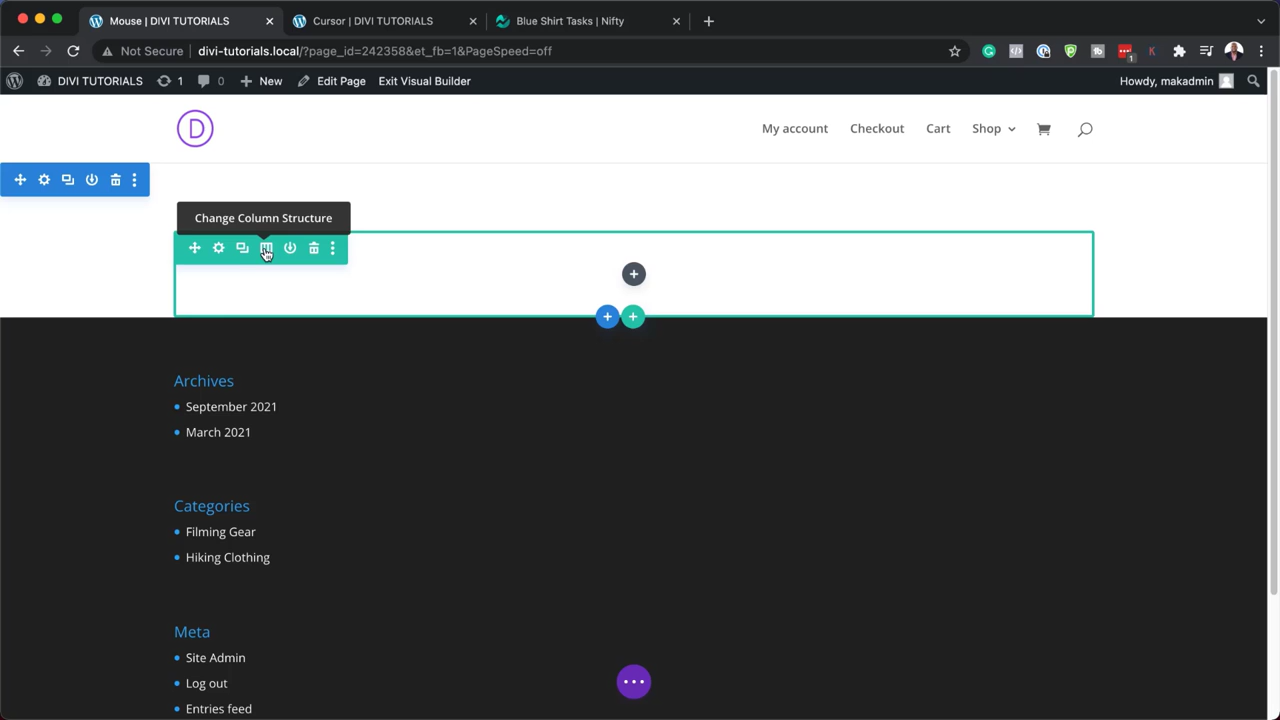 Mouse | DIVI TUTORIALS
Cursor | DIVI TUTORIALS
Blue Shirt Tasks | Nifty
Not Secure
divi-tutorials.local/?page_id=242358&et_fb=1&PageSpeed=off
1
DIVI TUTORIALS
1
0
New
Edit Page
Exit Visual Builder
Howdy, makadmin
D
My account
Checkout
Cart
Shop
Change Column Structure
Archives
September 2021
March 2021
Categories
Filming Gear
Hiking Clothing
Meta
Site Admin
Log out
Entries feed